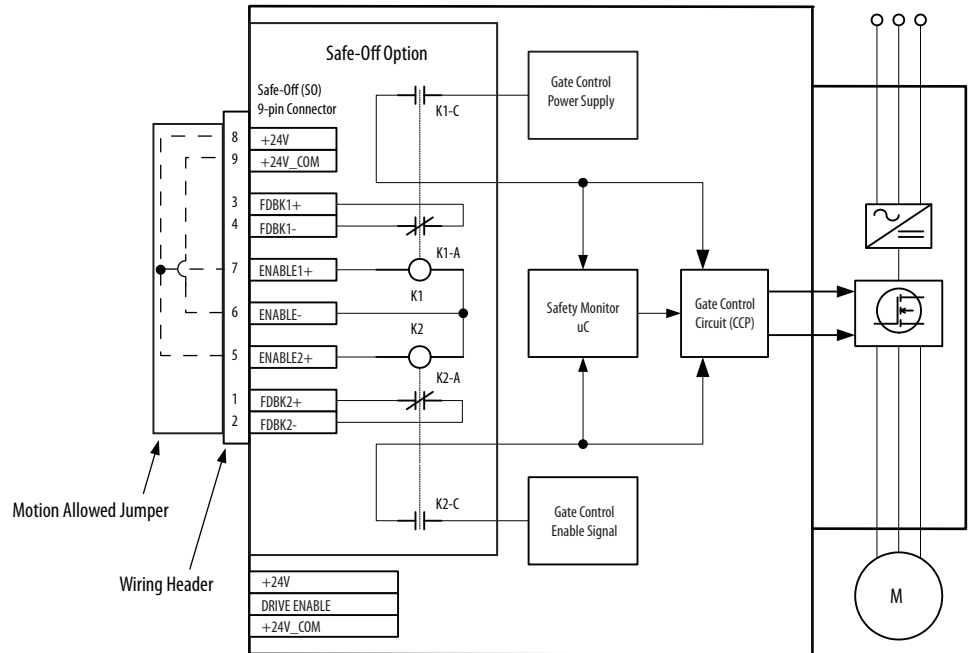 Safe-Off Option
Safe-Off (SO)
9-pin Connector
8
+24V
9
+24V_COM
3
FDBK1+
4
FDBK1-
7
ENABLE1+
6
ENABLE-
5
ENABLE2+
1
FDBK2+
2
FDBK2-
K1-C
K1-A
K1
K2
K2-A
K2-C
Gate Control
Power Supply
Safety Monitor
uC
Gate Control
Circuit (CCP)
Gate Control
Enable Signal
Motion Allowed Jumper
Wiring Header
+24V
DRIVE ENABLE
+24V_COM
M